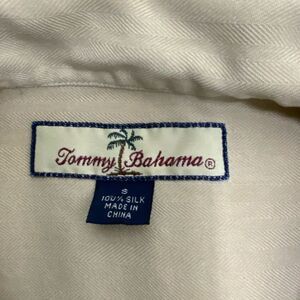 Tommy Bahama®
S
100% SILK
MADE IN
CHINA